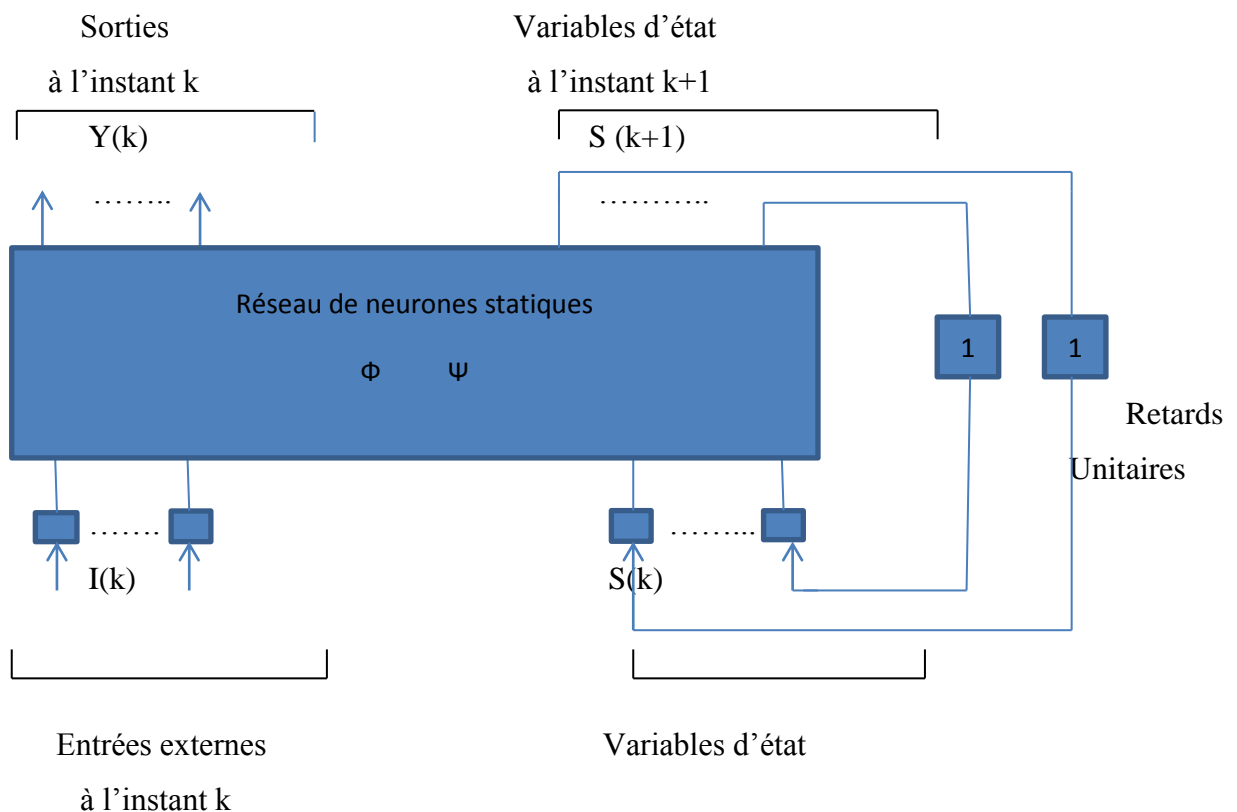 Sorties
à l’instant k
Y(k)
Variables d’état
à l’instant k+1
S (k+1)
……..
………..
Réseau de neurones statiques
Φ Ψ
1
1
Retards
Unitaires
…….
………
I(k)
S(k)
Entrées externes
à l’instant k
Variables d’état